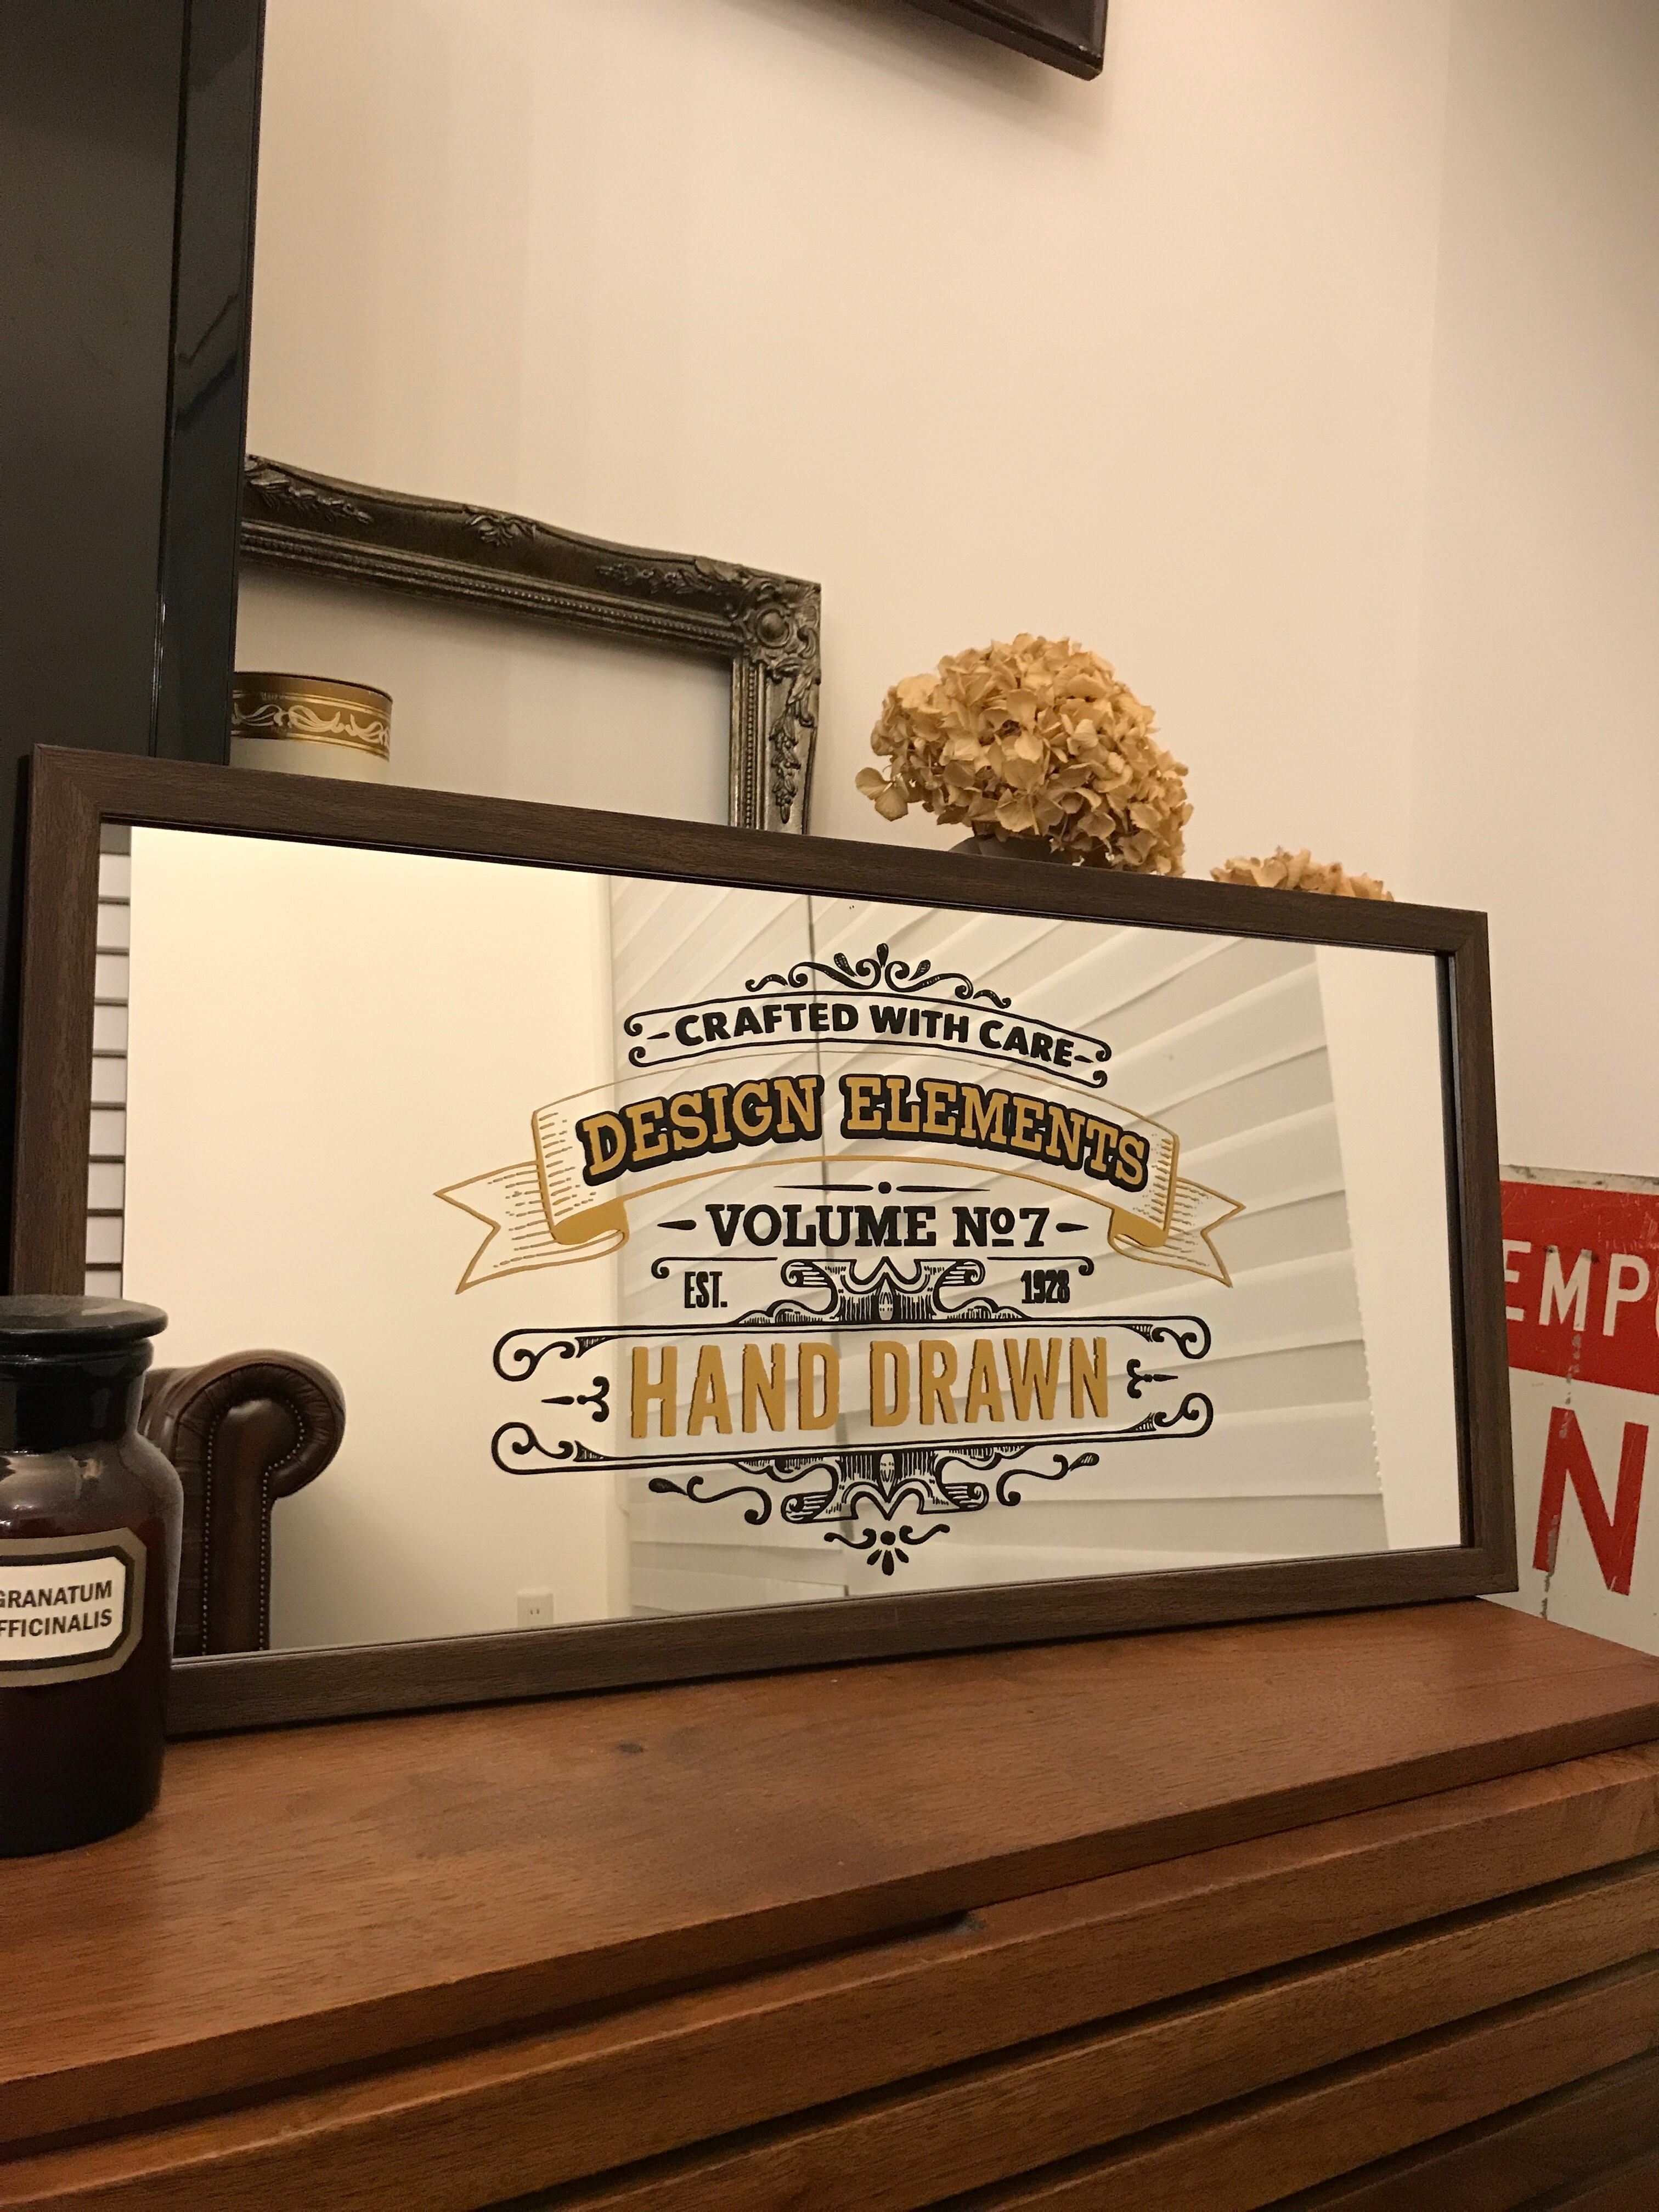 CRAFTED WITH CARE
DESIGN ELEMENTS
VOLUME Nº7
EST. 1928
HAND DRAWN
GRANATUM
FFICINALIS
EMP
N